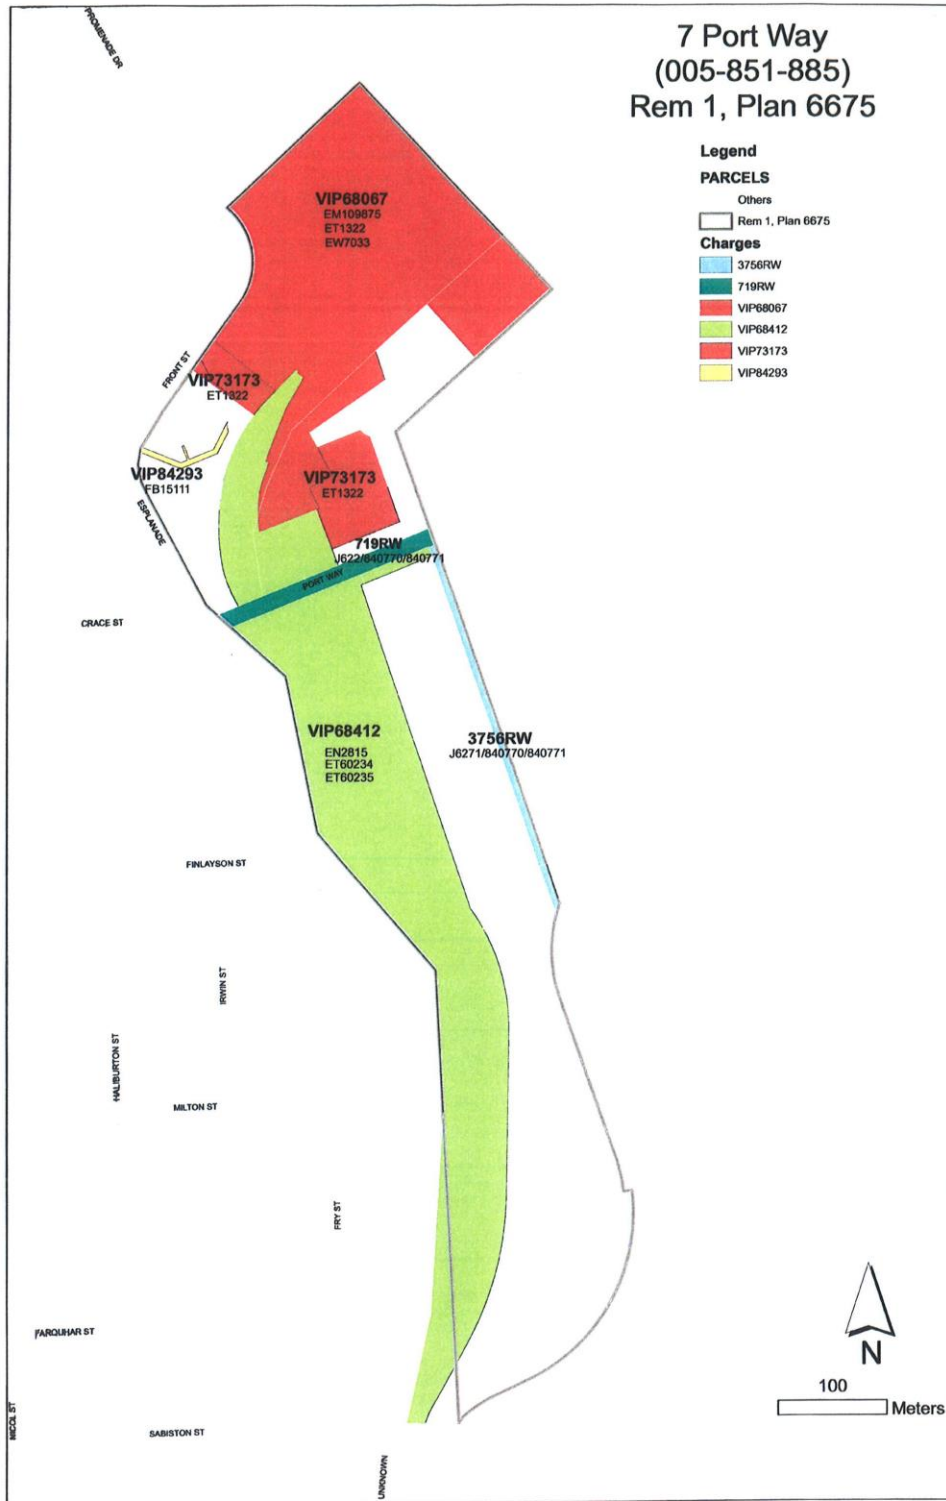 PROMENADE DR
7 Port Way
(005-851-885)
Rem 1, Plan 6675
Legend
PARCELS
Others
Rem 1, Plan 6675
Charges
3756RW
719RW
VIP68067
VIP68412
VIP73173
VIP84293
VIP68067
EM109875
ET1322
EW7033
FRONT ST
VIP73173
ET1322
VIP84293
FB15111
VIP73173
ET1322
ESPLANADE
719RW
J622/840770/840771
PORT WAY
CRACE ST
VIP68412
EN2815
ET60234
ET60235
3756RW
J6271/840770/840771
FINLAYSON ST
IRWIN ST
HALIBURTON ST
MILTON ST
FRY ST
FARQUHAR ST
NICOL ST
SABISTON ST
UNKNOWN
N
100
Meters